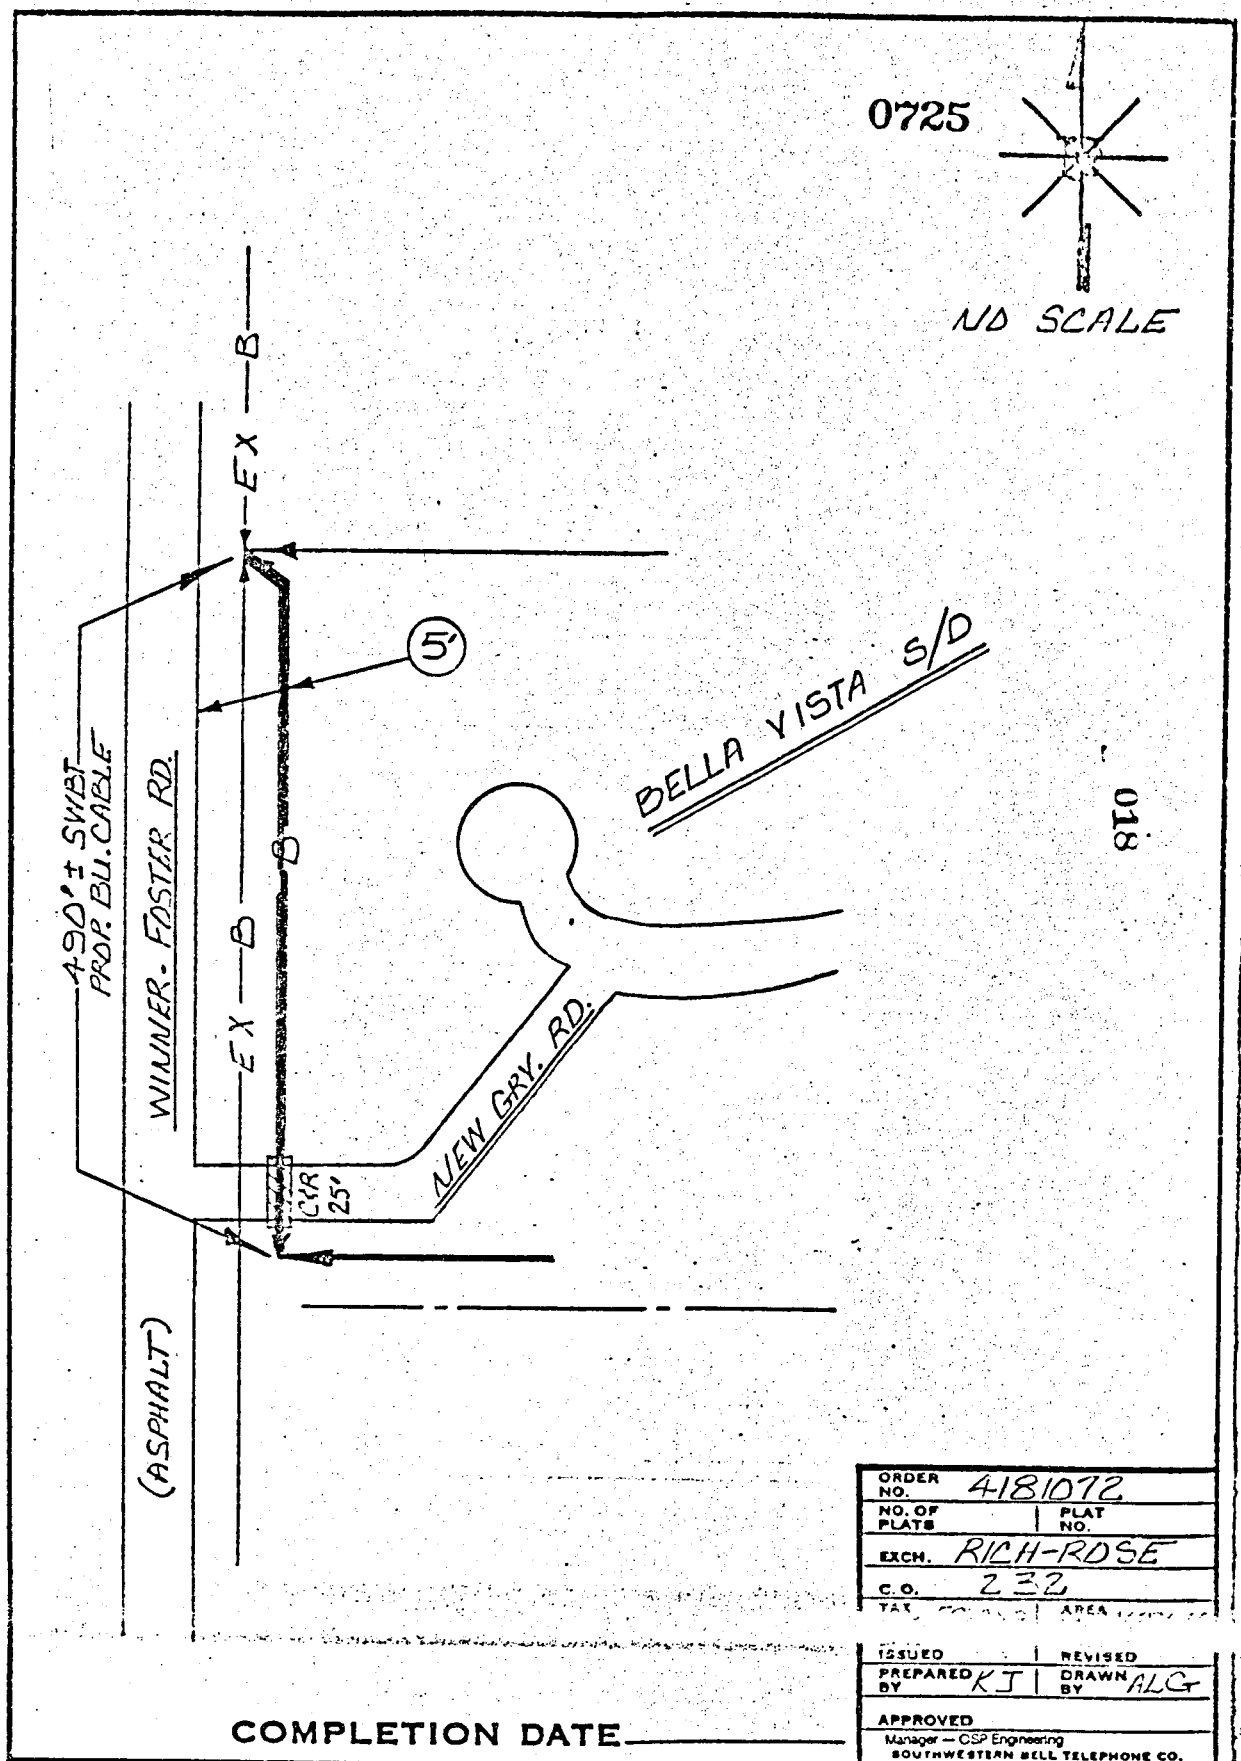 0725
NO SCALE
EX
B
5'
BELLA VISTA S/D
490' ± SWBT
PROP. BU. CABLE
WINNER-FOSTER RD.
B
018
EX
B
NEW GRV. RD.
25'
(ASPHALT)
ORDER NO. 4181072
NO. OF PLATS
PLAT NO.
EXCH. RICH-ROSE
C.O. 232
TAX
AREA
ISSUED
REVISED
PREPARED BY KJ
DRAWN BY ALG
APPROVED
Manager — OSP Engineering
SOUTHWESTERN BELL TELEPHONE CO.
COMPLETION DATE